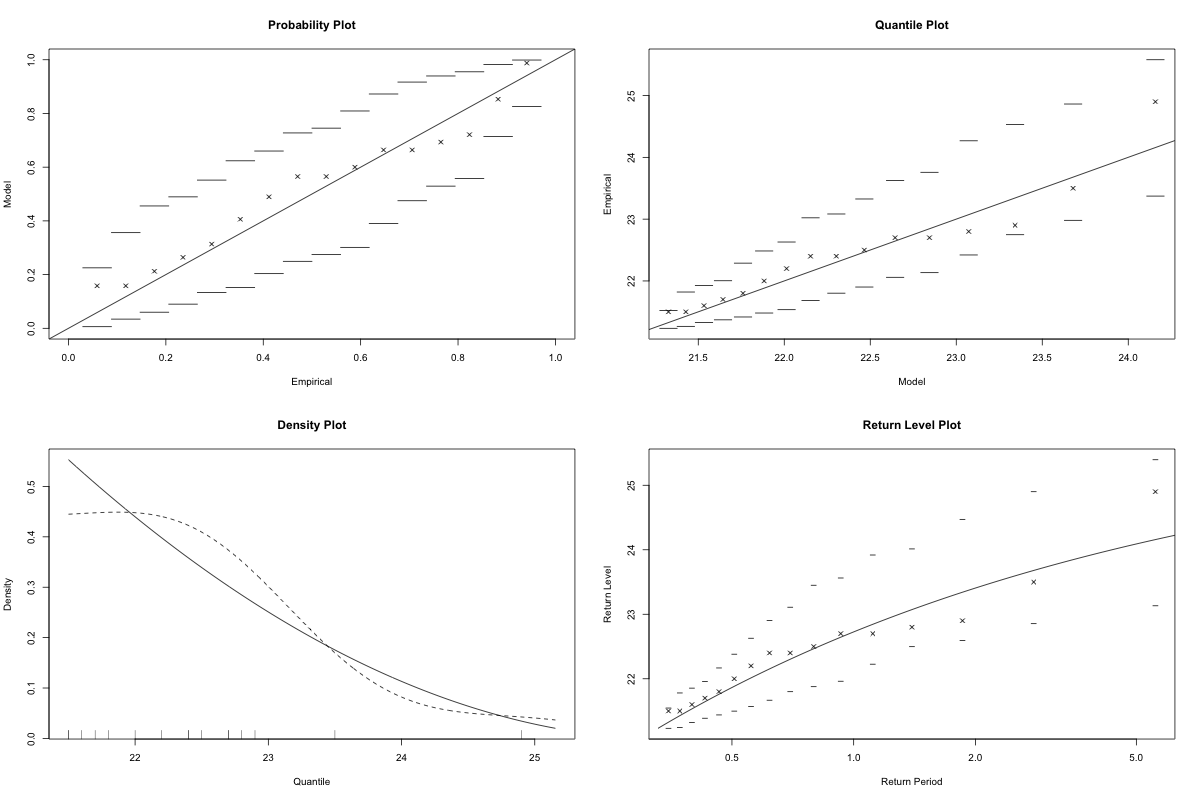 Probability Plot
Model
0.0 0.2 0.4 0.6 0.8 1.0
0.0 0.2 0.4 0.6 0.8 1.0
Empirical
Quantile Plot
Empirical
22 23 24 25
21.5 22.0 22.5 23.0 23.5 24.0
Model
Density Plot
Density
0.0 0.1 0.2 0.3 0.4 0.5
22 23 24 25
Quantile
Return Level Plot
Return Level
22 23 24 25
0.5 1.0 2.0 5.0
Return Period